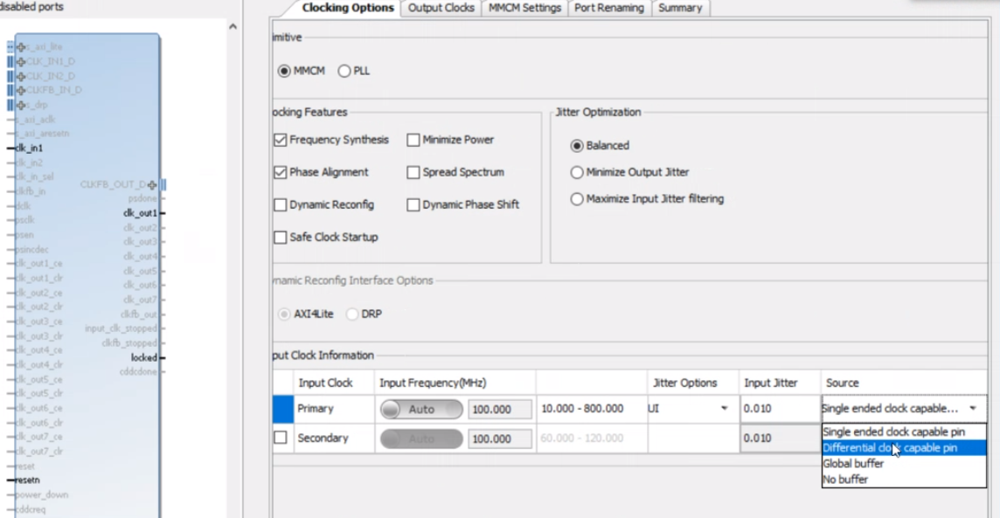 disabled ports
Clocking Options
Output Clocks
MMCM Settings
Port Renaming
Summary
s_axi_lite
CLK_IN1_D
CLK_IN2_D
CLKFB_IN_D
s_drp
s_axi_aclk
s_axi_aresetn
clk_in1
clk_in2
clk_in_sel
clkfb_in
dclk
psclk
psen
psincdec
clk_out1_ce
clk_out1_clr
clk_out2_ce
clk_out2_clr
clk_out3_ce
clk_out3_clr
clk_out4_ce
clk_out4_clr
clk_out5_ce
clk_out5_clr
clk_out6_ce
clk_out6_clr
clk_out7_ce
clk_out7_clr
reset
resetn
power_down
cddcreq
CLKFB_OUT_D
psdone
clk_out1
clk_out2
clk_out3
clk_out4
clk_out5
clk_out6
clk_out7
clkfb_out
input_clk_stopped
clkfb_stopped
locked
cddcdone
imitive
MMCM PLL
ocking Features
Frequency Synthesis Minimize Power
Phase Alignment Spread Spectrum
Dynamic Reconfig Dynamic Phase Shift
Safe Clock Startup
Jitter Optimization
Balanced
Minimize Output Jitter
Maximize Input Jitter filtering
ynamic Reconfig Interface Options
AXI4Lite DRP
put Clock Information
Input Clock Input Frequency(MHz) Jitter Options Input Jitter Source
Primary Auto 100.000 10.000 - 800.000 UI 0.010 Single ended clock capable...
Secondary Auto 100.000 60.000 - 120.000 0.010
Single ended clock capable pin
Differential clock capable pin
Global buffer
No buffer